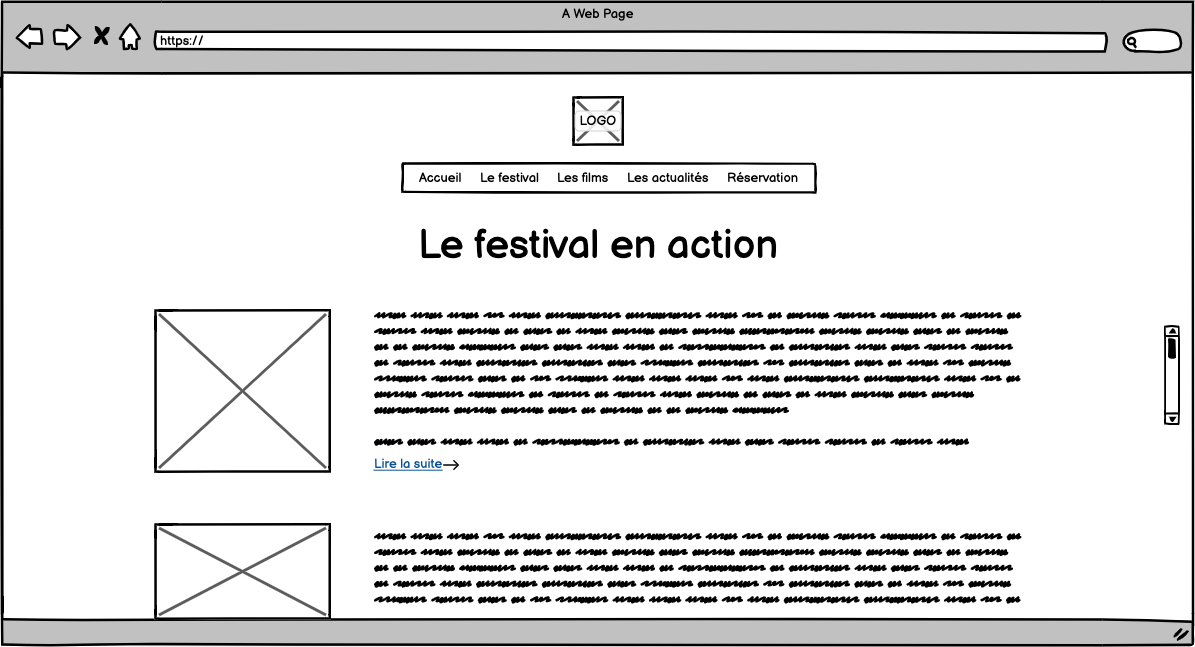 A Web Page
https://
LOGO
Accueil Le festival Les films Les actualités Réservation
Le festival en action
Lire la suite